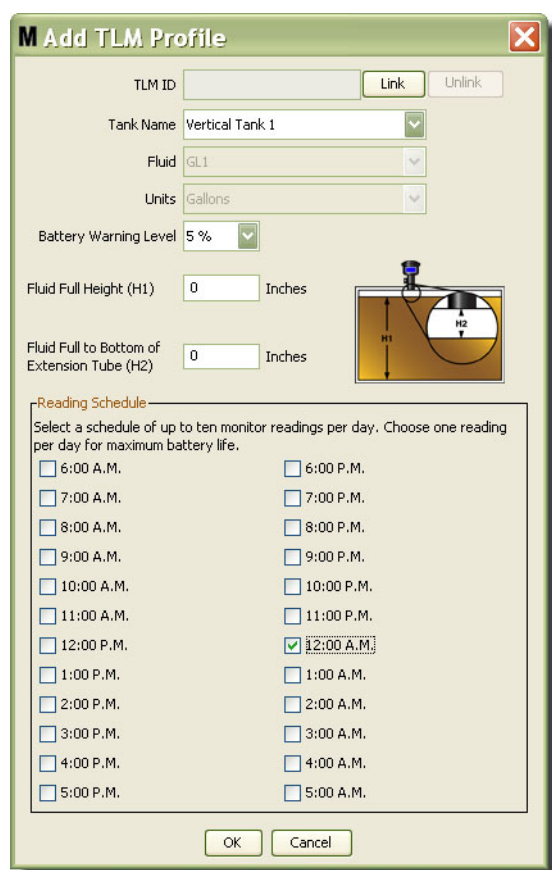 M Add TLM Profile
TLM ID Link Unlink
Tank Name Vertical Tank 1
Fluid GL1
Units Gallons
Battery Warning Level 5 %
Fluid Full Height (H1) 0 Inches
H1 H2
Fluid Full to Bottom of
Extension Tube (H2) 0 Inches
Reading Schedule
Select a schedule of up to ten monitor readings per day. Choose one reading
per day for maximum battery life.
6:00 A.M. 6:00 P.M.
7:00 A.M. 7:00 P.M.
8:00 A.M. 8:00 P.M.
9:00 A.M. 9:00 P.M.
10:00 A.M. 10:00 P.M.
11:00 A.M. 11:00 P.M.
12:00 P.M. 12:00 A.M.
1:00 P.M. 1:00 A.M.
2:00 P.M. 2:00 A.M.
3:00 P.M. 3:00 A.M.
4:00 P.M. 4:00 A.M.
5:00 P.M. 5:00 A.M.
OK Cancel